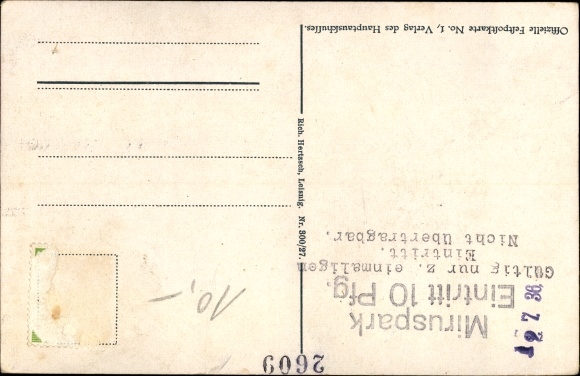 Offizielle Festpostkarte No. 1, Verlag des Hauptausschusses.
Rich. Hertzsch, Leisnig. Nr. 300/27.
2609
Miruspark
Eintritt 10 Pfg.
Gültig nur z. einmaligen
Eintritt.
Nicht übertragbar.
10,-